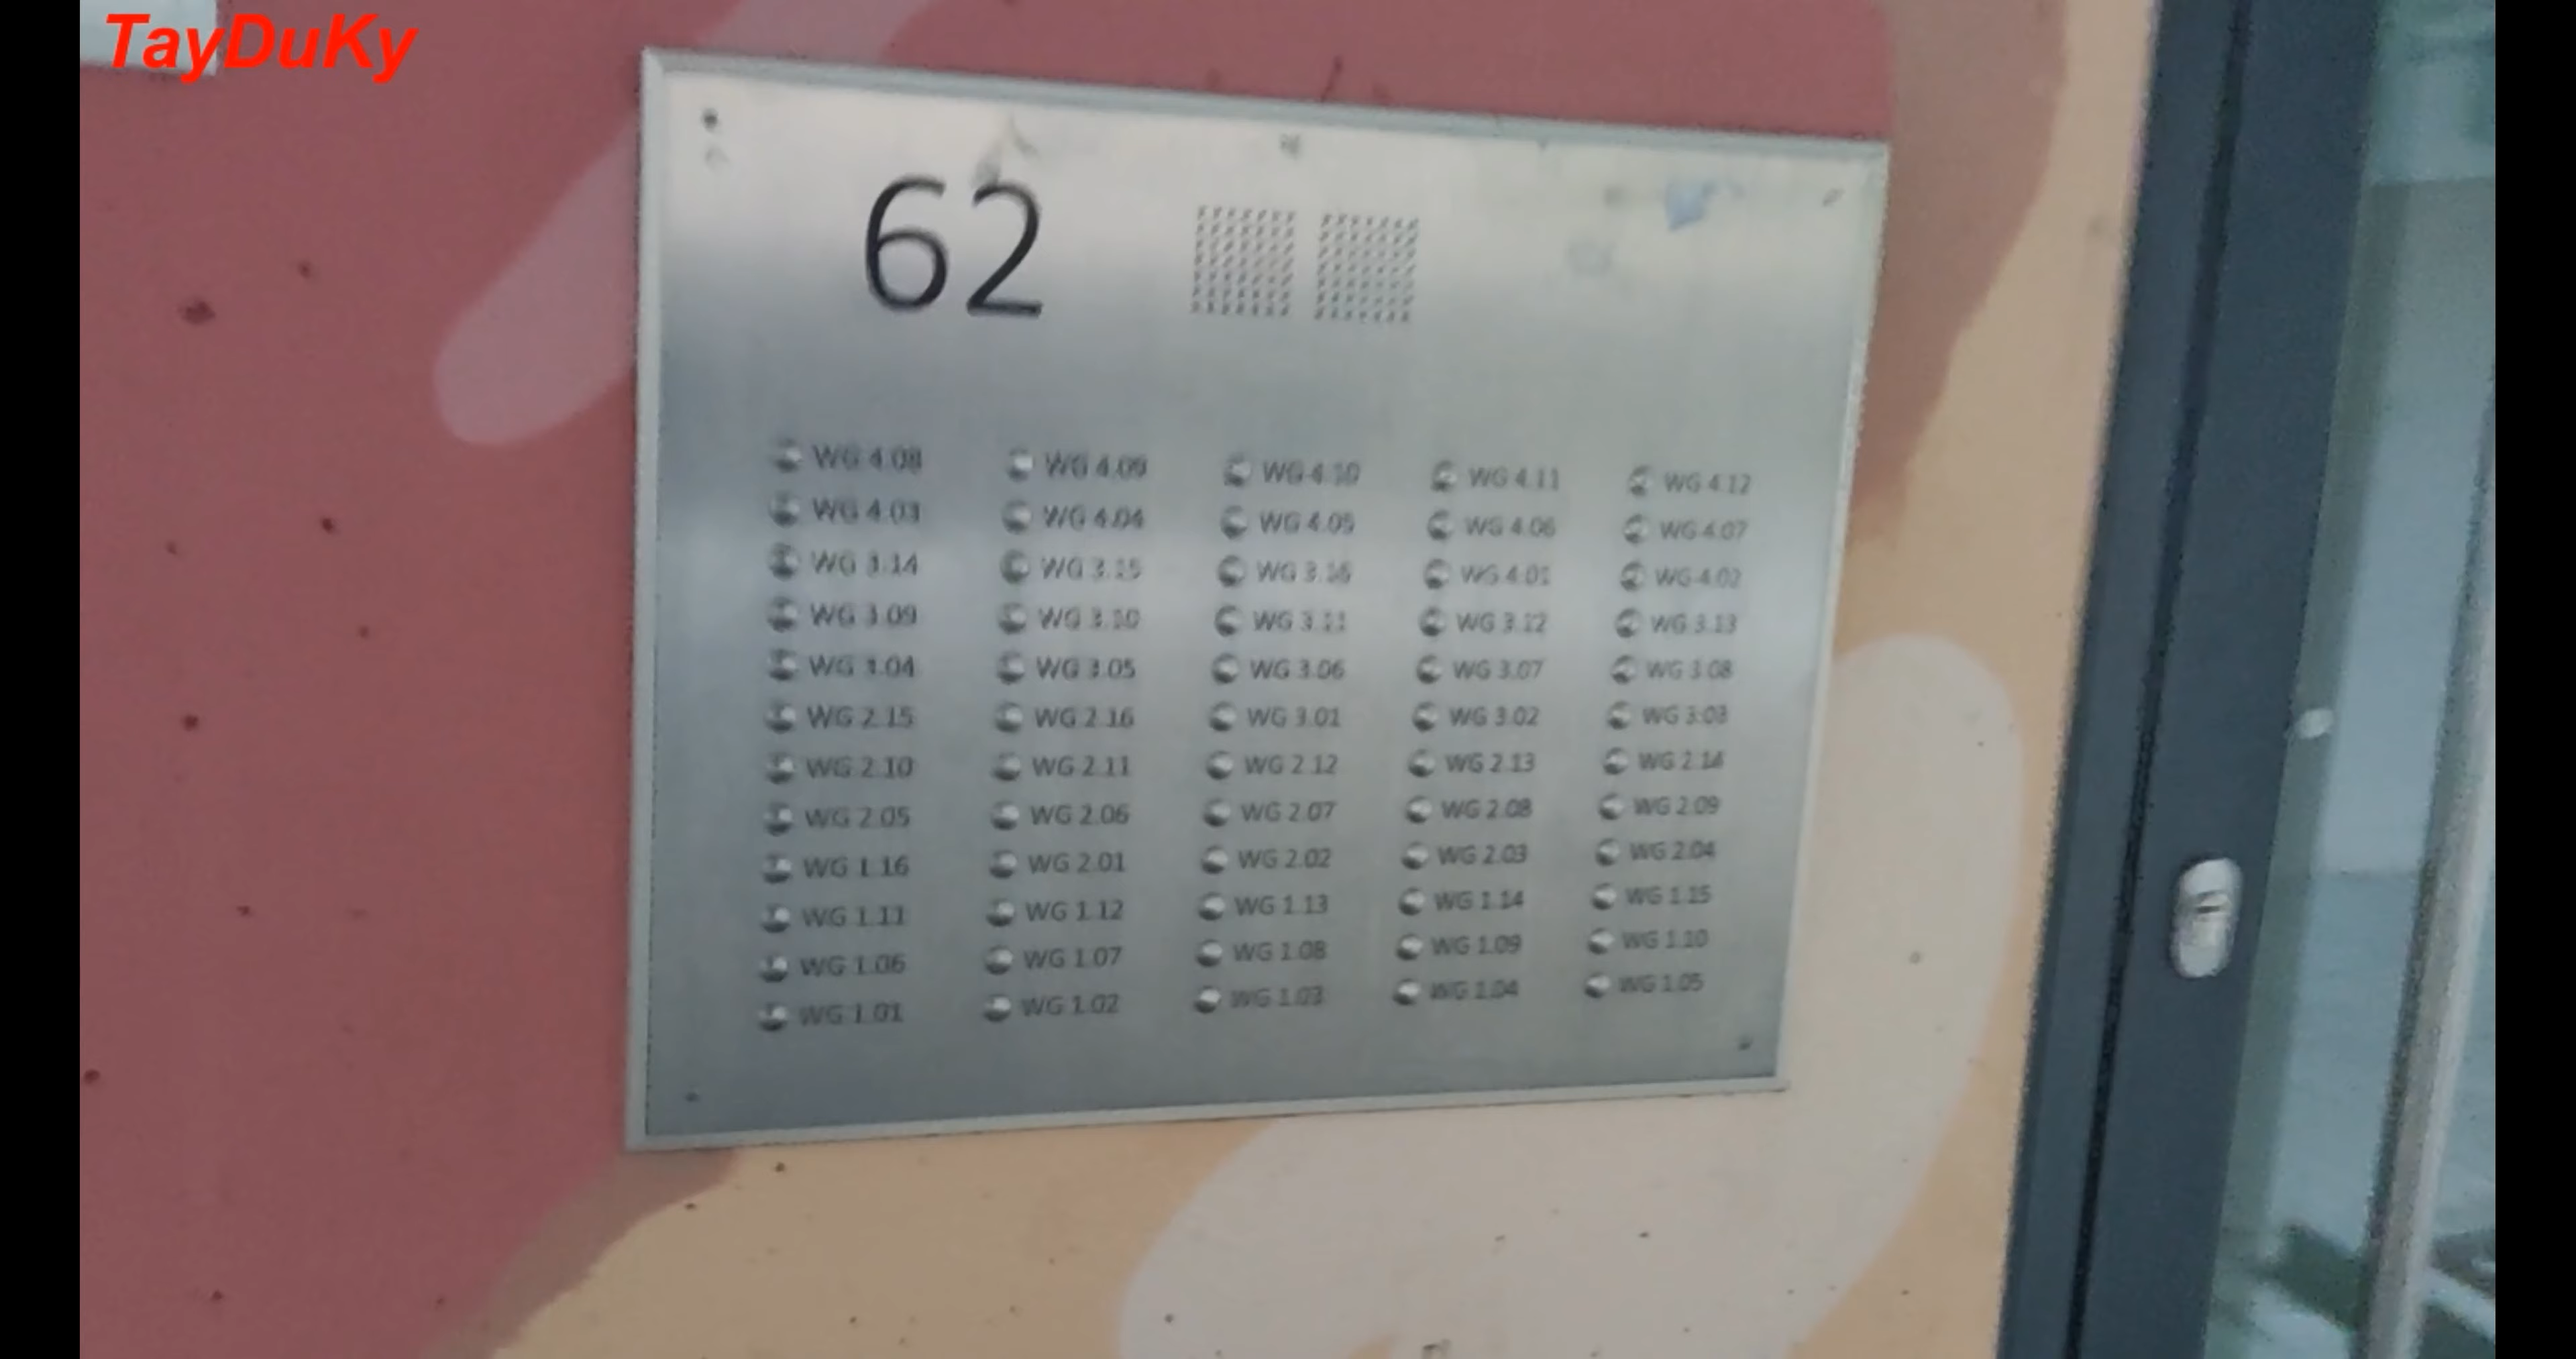 TayDuKy
62
WG 4.08 WG 4.09 WG 4.10 WG 4.11 WG 4.12
WG 4.03 WG 4.04 WG 4.05 WG 4.06 WG 4.07
WG 3.14 WG 3.15 WG 3.16 WG 4.01 WG 4.02
WG 3.09 WG 3.10 WG 3.11 WG 3.12 WG 3.13
WG 3.04 WG 3.05 WG 3.06 WG 3.07 WG 3.08
WG 2.15 WG 2.16 WG 3.01 WG 3.02 WG 3.03
WG 2.10 WG 2.11 WG 2.12 WG 2.13 WG 2.14
WG 2.05 WG 2.06 WG 2.07 WG 2.08 WG 2.09
WG 1.16 WG 2.01 WG 2.02 WG 2.03 WG 2.04
WG 1.11 WG 1.12 WG 1.13 WG 1.14 WG 1.15
WG 1.06 WG 1.07 WG 1.08 WG 1.09 WG 1.10
WG 1.01 WG 1.02 WG 1.03 WG 1.04 WG 1.05